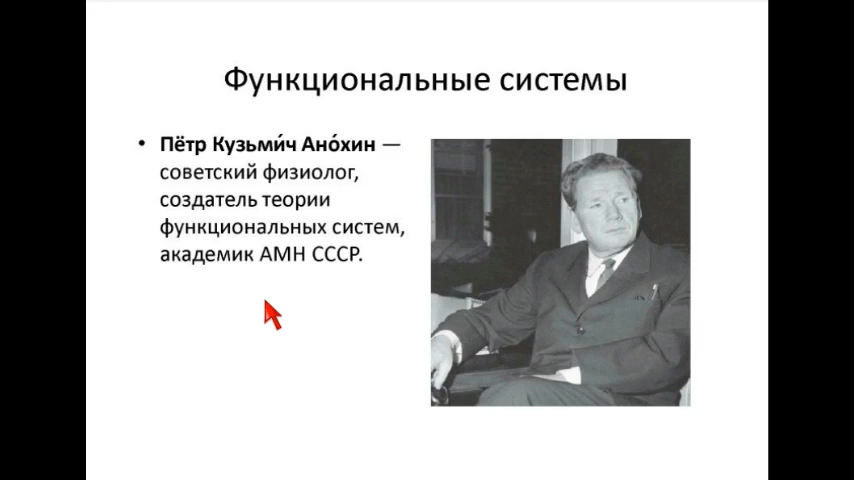 Функциональные системы
• Пётр Кузьми́ч Ано́хин —
советский физиолог,
создатель теории
функциональных систем,
академик АМН СССР.